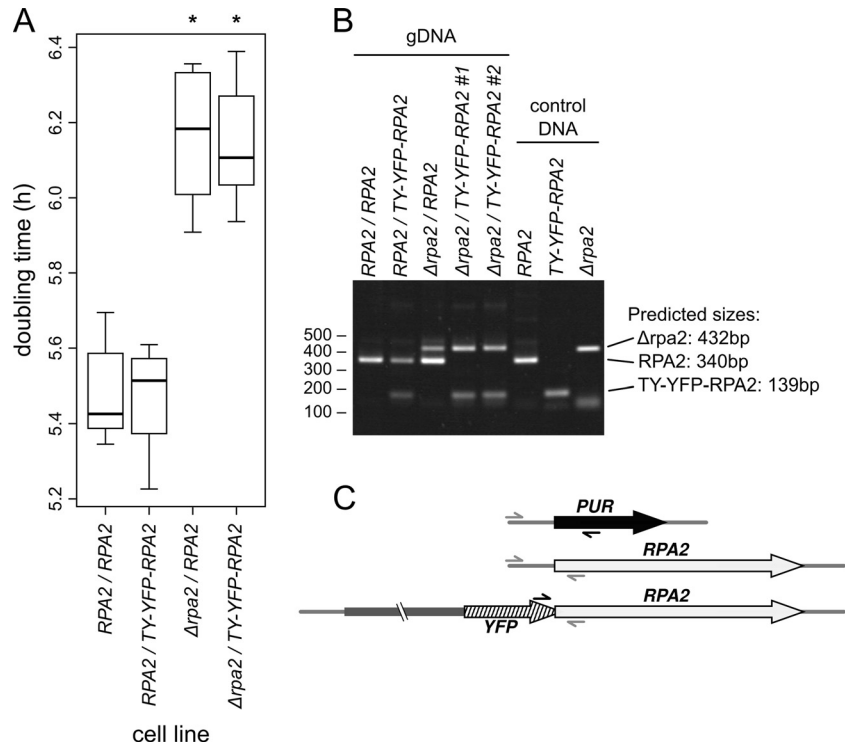 A
doubling time (h)
6.4
6.2
6.0
5.8
5.6
5.4
5.2
* *
RPA2 / RPA2
RPA2 / TY-YFP-RPA2
Δrpa2 / RPA2
Δrpa2 / TY-YFP-RPA2
cell line
B
gDNA
control
DNA
RPA2 / RPA2
RPA2 / TY-YFP-RPA2
Δrpa2 / RPA2
Δrpa2 / TY-YFP-RPA2 #1
Δrpa2 / TY-YFP-RPA2 #2
RPA2
TY-YFP-RPA2
Δrpa2
500 –
400 –
300 –
200 –
100 –
Predicted sizes:
Δrpa2: 432bp
RPA2: 340bp
TY-YFP-RPA2: 139bp
C
PUR
RPA2
RPA2
YFP